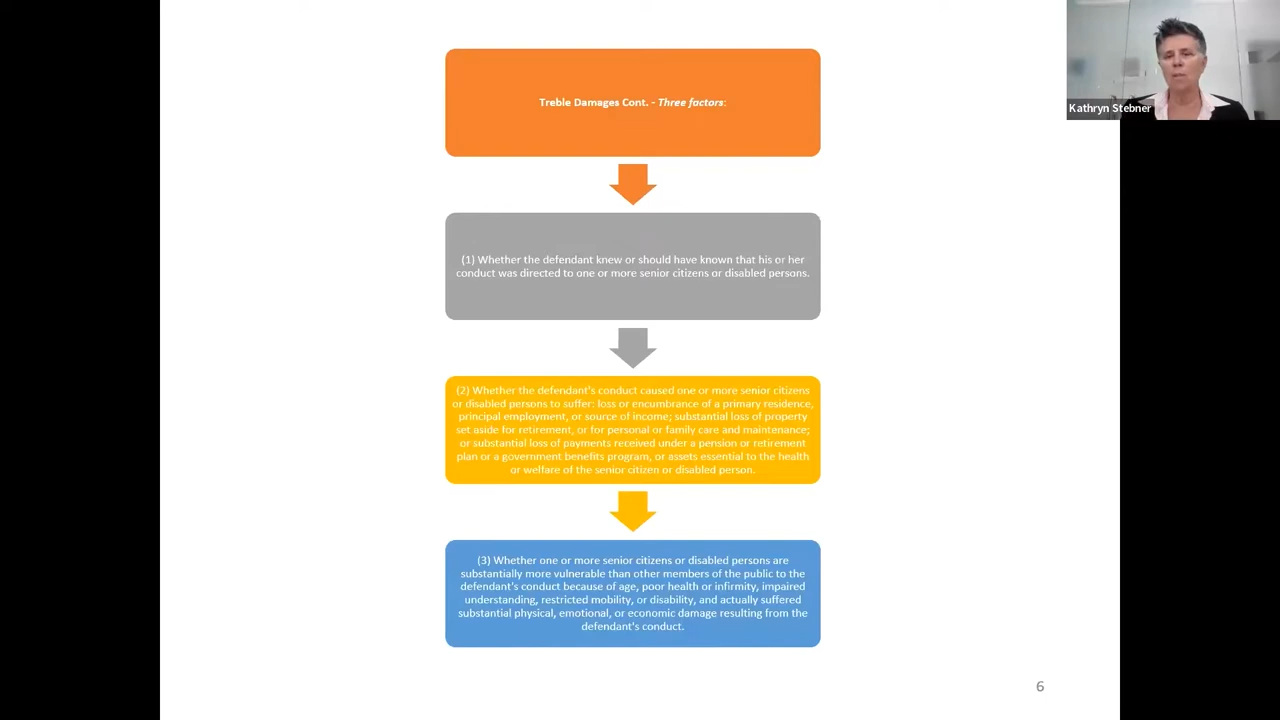 Treble Damages Cont. - Three factors:
Kathryn Stebner
(1) Whether the defendant knew or should have known that his or her
conduct was directed to one or more senior citizens or disabled persons.
(2) Whether the defendant's conduct caused one or more senior citizens
or disabled persons to suffer: loss or encumbrance of a primary residence,
principal employment, or source of income; substantial loss of property
set aside for retirement, or for personal or family care and maintenance;
or substantial loss of payments received under a pension or retirement
plan or a government benefits program, or assets essential to the health
or welfare of the senior citizen or disabled person.
(3) Whether one or more senior citizens or disabled persons are
substantially more vulnerable than other members of the public to the
defendant's conduct because of age, poor health or infirmity, impaired
understanding, restricted mobility, or disability, and actually suffered
substantial physical, emotional, or economic damage resulting from the
defendant's conduct.
6